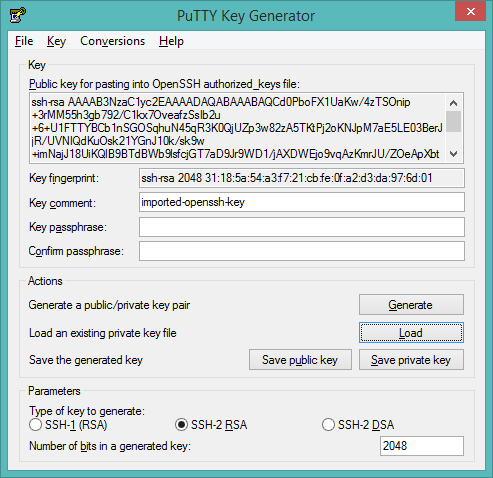 PuTTY Key Generator
File Key Conversions Help
Key
Public key for pasting into OpenSSH authorized_keys file:
ssh-rsa AAAAB3NzaC1yc2EAAAADAQABAAABAQCd0PboFX1UaKw/4zTSOnip
+3rMM55h3gb792/C1kx7OveafzSslb2u
+6+U1FTTYBCb1nSGOSqhuN45qR3K0QjUZp3w82zA5TKtPj2oKNJpM7aE5LE03BerJ
jR/UVNIQdKuOsk21YGnJ10k/sk9w
+imNajJ18UiKQlB9BTdBWb9lsfcjGT7aD9Jr9WD1/jAXDWEjo9vqAzKmrJU/ZOeApXbt
Key fingerprint: ssh-rsa 2048 31:18:5a:54:a3:f7:21:cb:fe:0f:a2:d3:da:97:6d:01
Key comment: imported-openssh-key
Key passphrase:
Confirm passphrase:
Actions
Generate a public/private key pair Generate
Load an existing private key file Load
Save the generated key Save public key Save private key
Parameters
Type of key to generate:
SSH-1 (RSA) SSH-2 RSA SSH-2 DSA
Number of bits in a generated key: 2048